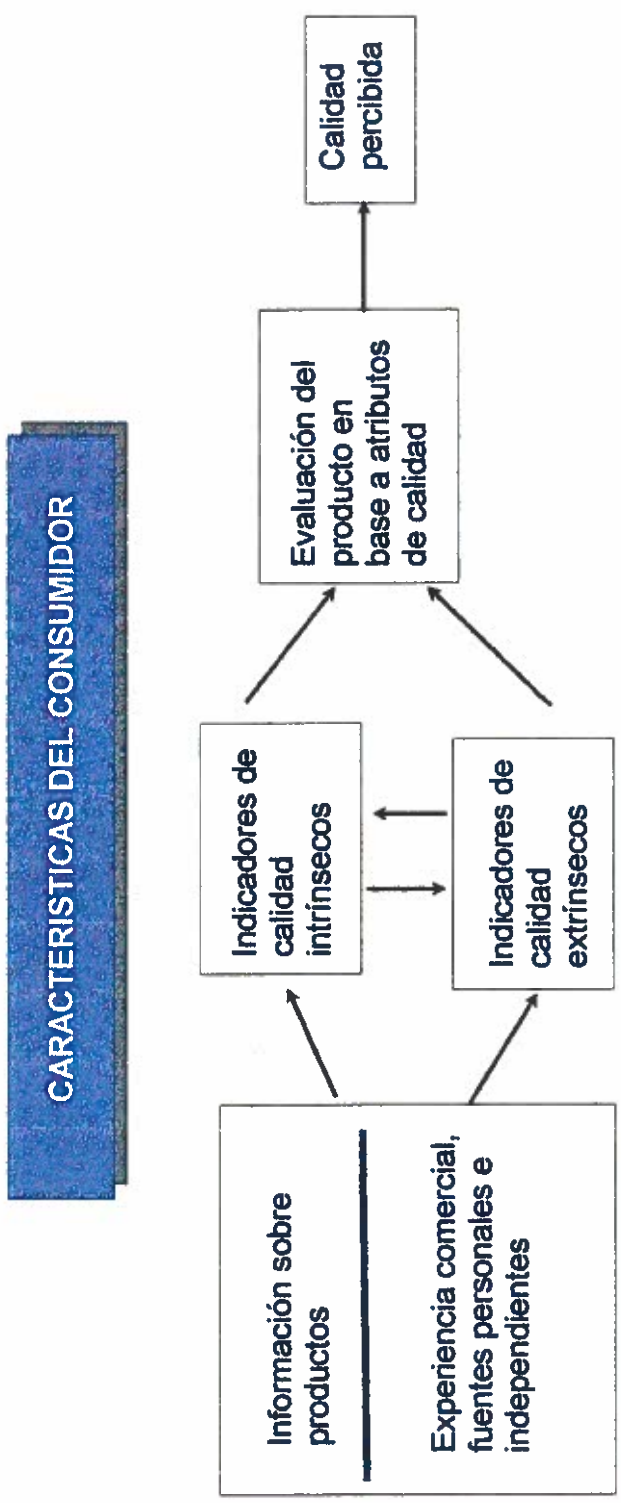 CARACTERISTICAS DEL CONSUMIDOR
Información sobre
productos
Experiencia comercial,
fuentes personales e
independientes
Indicadores de
calidad
intrínsecos
Indicadores de
calidad
extrínsecos
Evaluación del
producto en
base a atributos
de calidad
Calidad
percibida